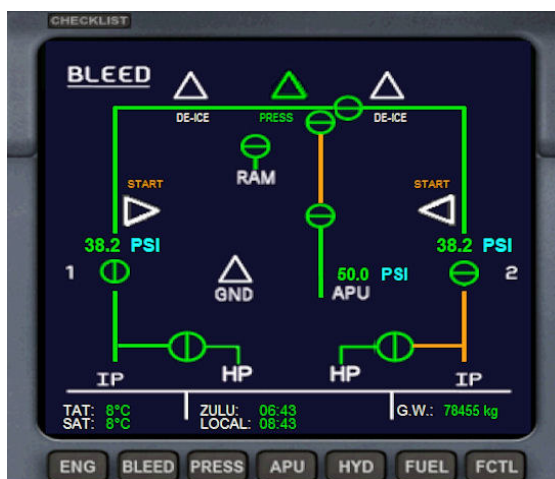 CHECKLIST
BLEED
DE-ICE PRESS DE-ICE
RAM
START START
38.2 PSI 38.2 PSI
1 50.0 PSI 2
GND APU
IP HP HP IP
TAT: 8°C ZULU: 06:43 G.W.: 78455 kg
SAT: 8°C LOCAL: 08:43
ENG BLEED PRESS APU HYD FUEL FCTL